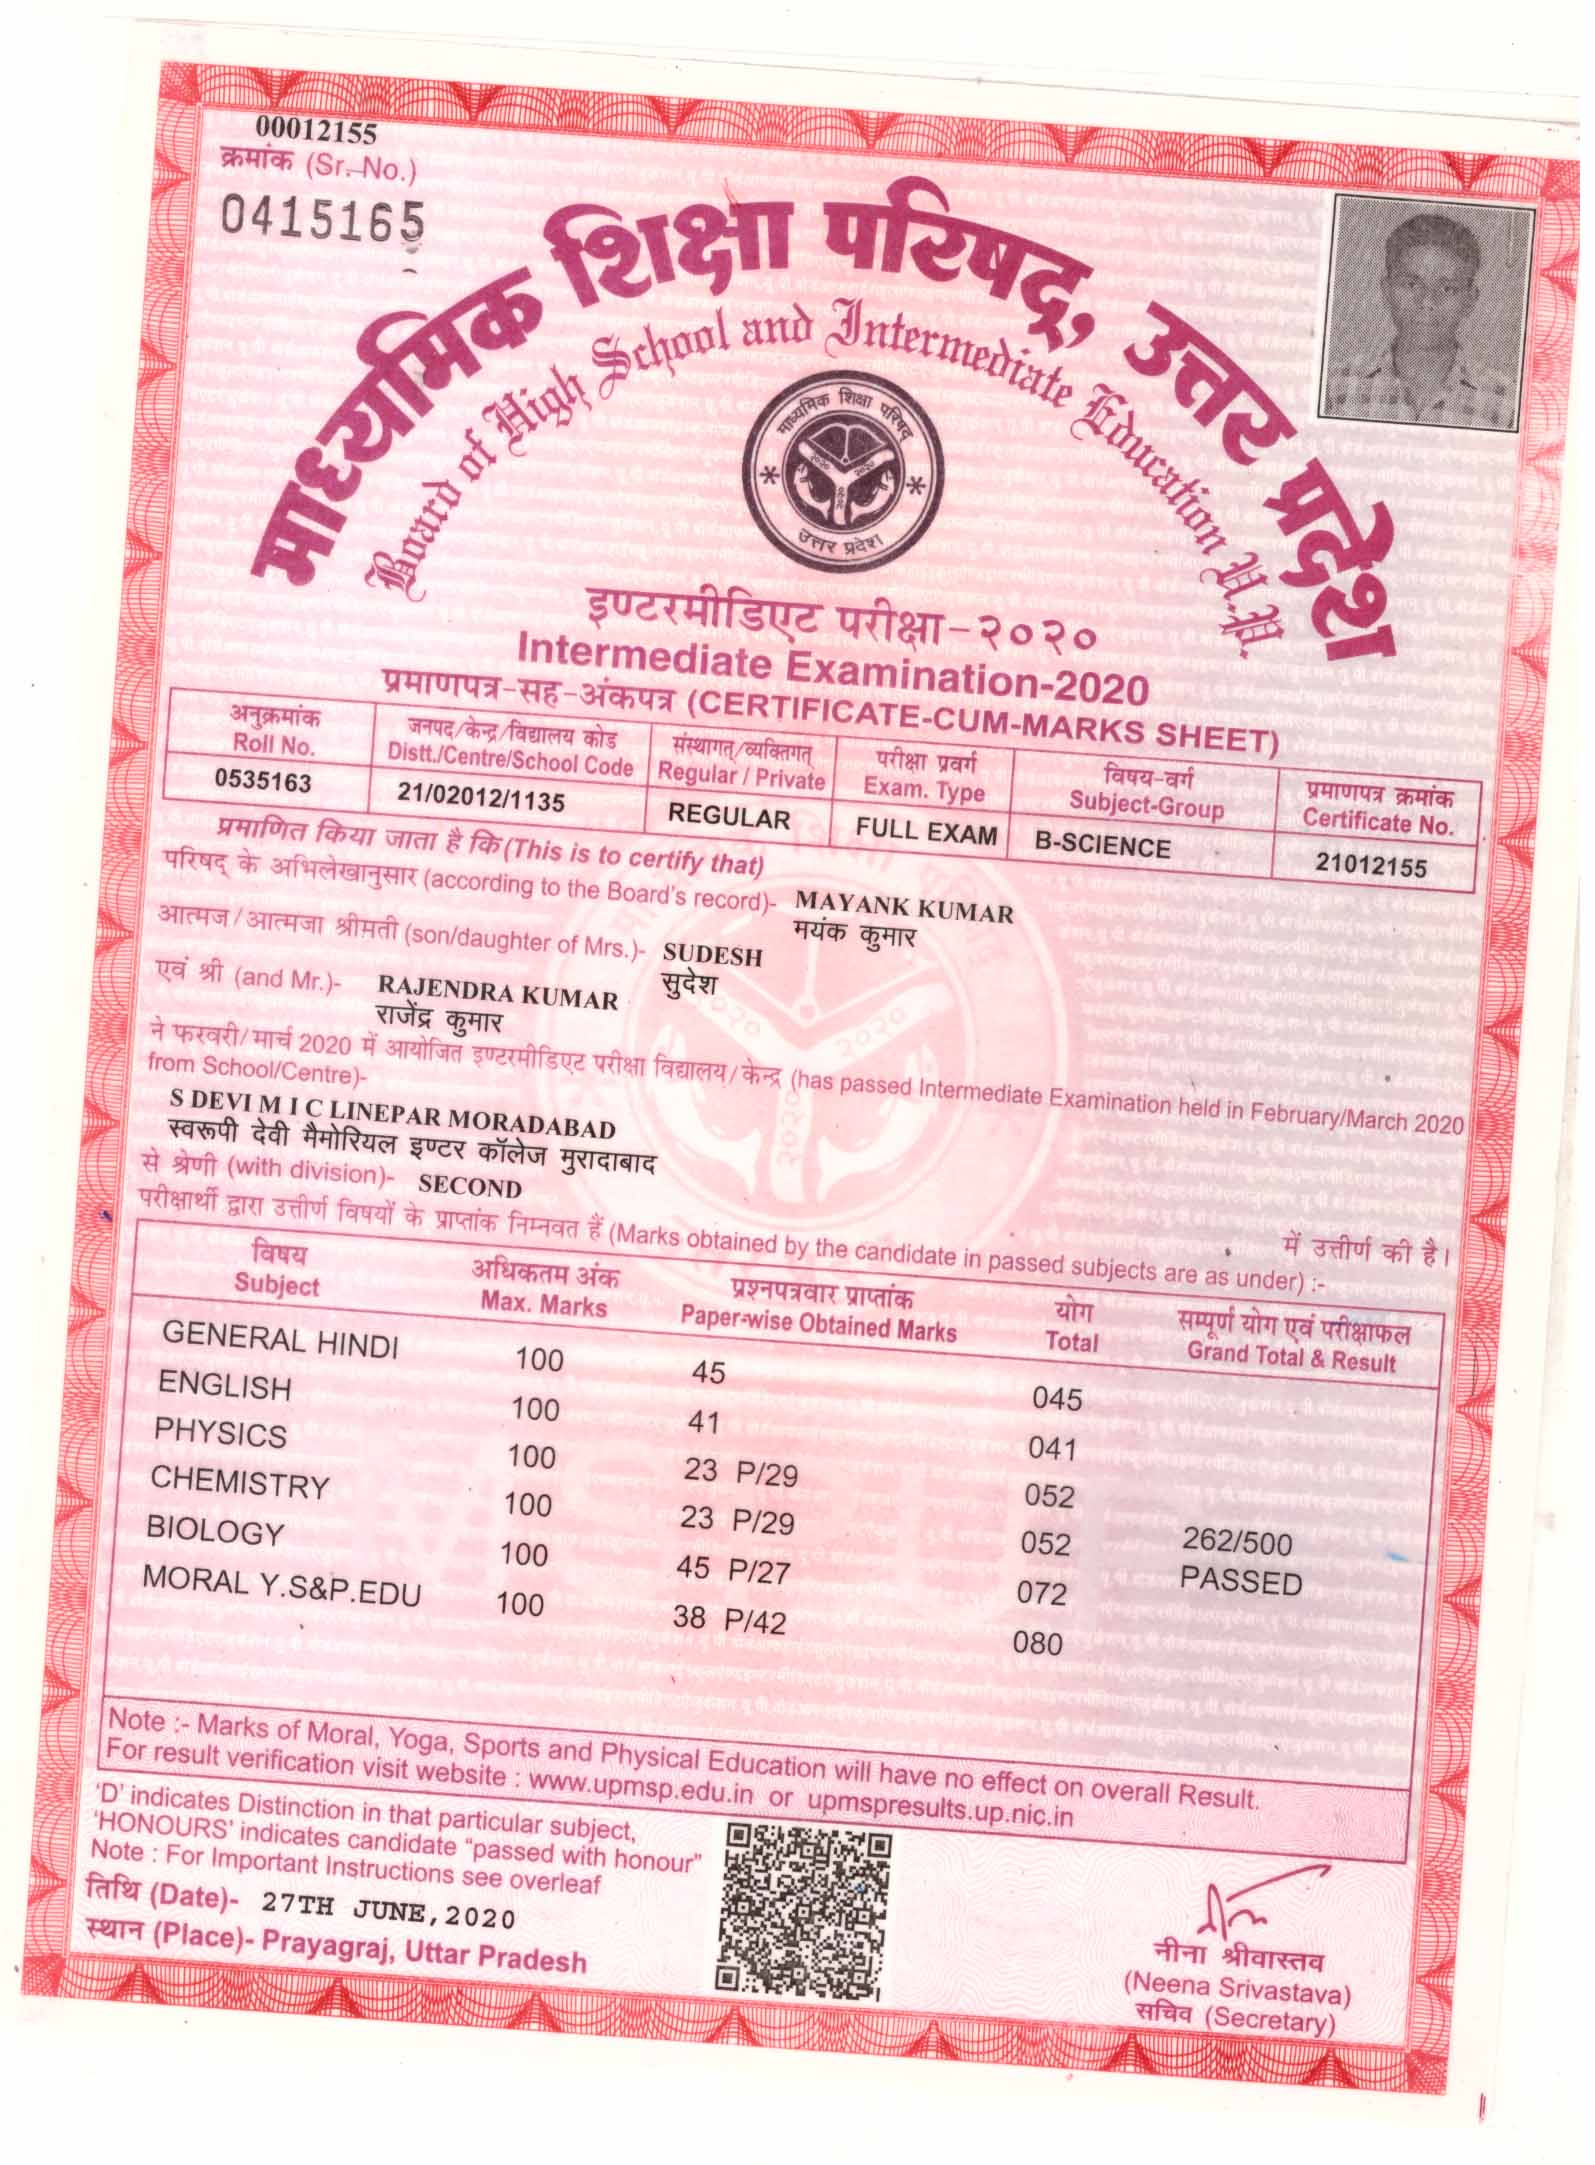 00012155
क्रमांक (Sr. No.)
0415165
माध्यमिक शिक्षा परिषद्, उत्तर प्रदेश
Board of High School and Intermediate Education U.P.
माध्यमिक शिक्षा परिषद्
२०२० २०२०
२०२०
उत्तर प्रदेश
इण्टरमीडिएट परीक्षा-२०२०
Intermediate Examination-2020
प्रमाणपत्र-सह-अंकपत्र (CERTIFICATE-CUM-MARKS SHEET)
अनुक्रमांक जनपद/केन्द्र/विद्यालय कोड संस्थागत्/व्यक्तिगत् परीक्षा प्रवर्ग विषय-वर्ग प्रमाणपत्र क्रमांक
Roll No. Distt./Centre/School Code Regular / Private Exam. Type Subject-Group Certificate No.
0535163 21/02012/1135 REGULAR FULL EXAM B-SCIENCE 21012155
प्रमाणित किया जाता है कि (This is to certify that)
परिषद् के अभिलेखानुसार (according to the Board's record)- MAYANK KUMAR
मयंक कुमार
आत्मज/आत्मजा श्रीमती (son/daughter of Mrs.)- SUDESH
सुदेश
एवं श्री (and Mr.)- RAJENDRA KUMAR
राजेंद्र कुमार
ने फरवरी/मार्च 2020 में आयोजित इण्टरमीडिएट परीक्षा विद्यालय/केन्द्र (has passed Intermediate Examination held in February/March 2020
from School/Centre)-
S DEVI M I C LINEPAR MORADABAD
स्वरूपी देवी मैमोरियल इण्टर कॉलेज मुरादाबाद
से श्रेणी (with division)- SECOND में उत्तीर्ण की है।
परीक्षार्थी द्वारा उत्तीर्ण विषयों के प्राप्तांक निम्नवत हैं (Marks obtained by the candidate in passed subjects are as under) :-
विषय अधिकतम अंक प्रश्नपत्रवार प्राप्तांक योग सम्पूर्ण योग एवं परीक्षाफल
Subject Max. Marks Paper-wise Obtained Marks Total Grand Total & Result
GENERAL HINDI 100 45 045
ENGLISH 100 41 041
PHYSICS 100 23 P/29 052
CHEMISTRY 100 23 P/29 052 262/500
BIOLOGY 100 45 P/27 072 PASSED
MORAL Y.S&P.EDU 100 38 P/42 080
Note :- Marks of Moral, Yoga, Sports and Physical Education will have no effect on overall Result.
For result verification visit website : www.upmsp.edu.in or upmspresults.up.nic.in
'D' indicates Distinction in that particular subject,
'HONOURS' indicates candidate "passed with honour"
Note : For Important Instructions see overleaf
तिथि (Date)- 27TH JUNE,2020
स्थान (Place)- Prayagraj, Uttar Pradesh
नीना श्रीवास्तव
(Neena Srivastava)
सचिव (Secretary)